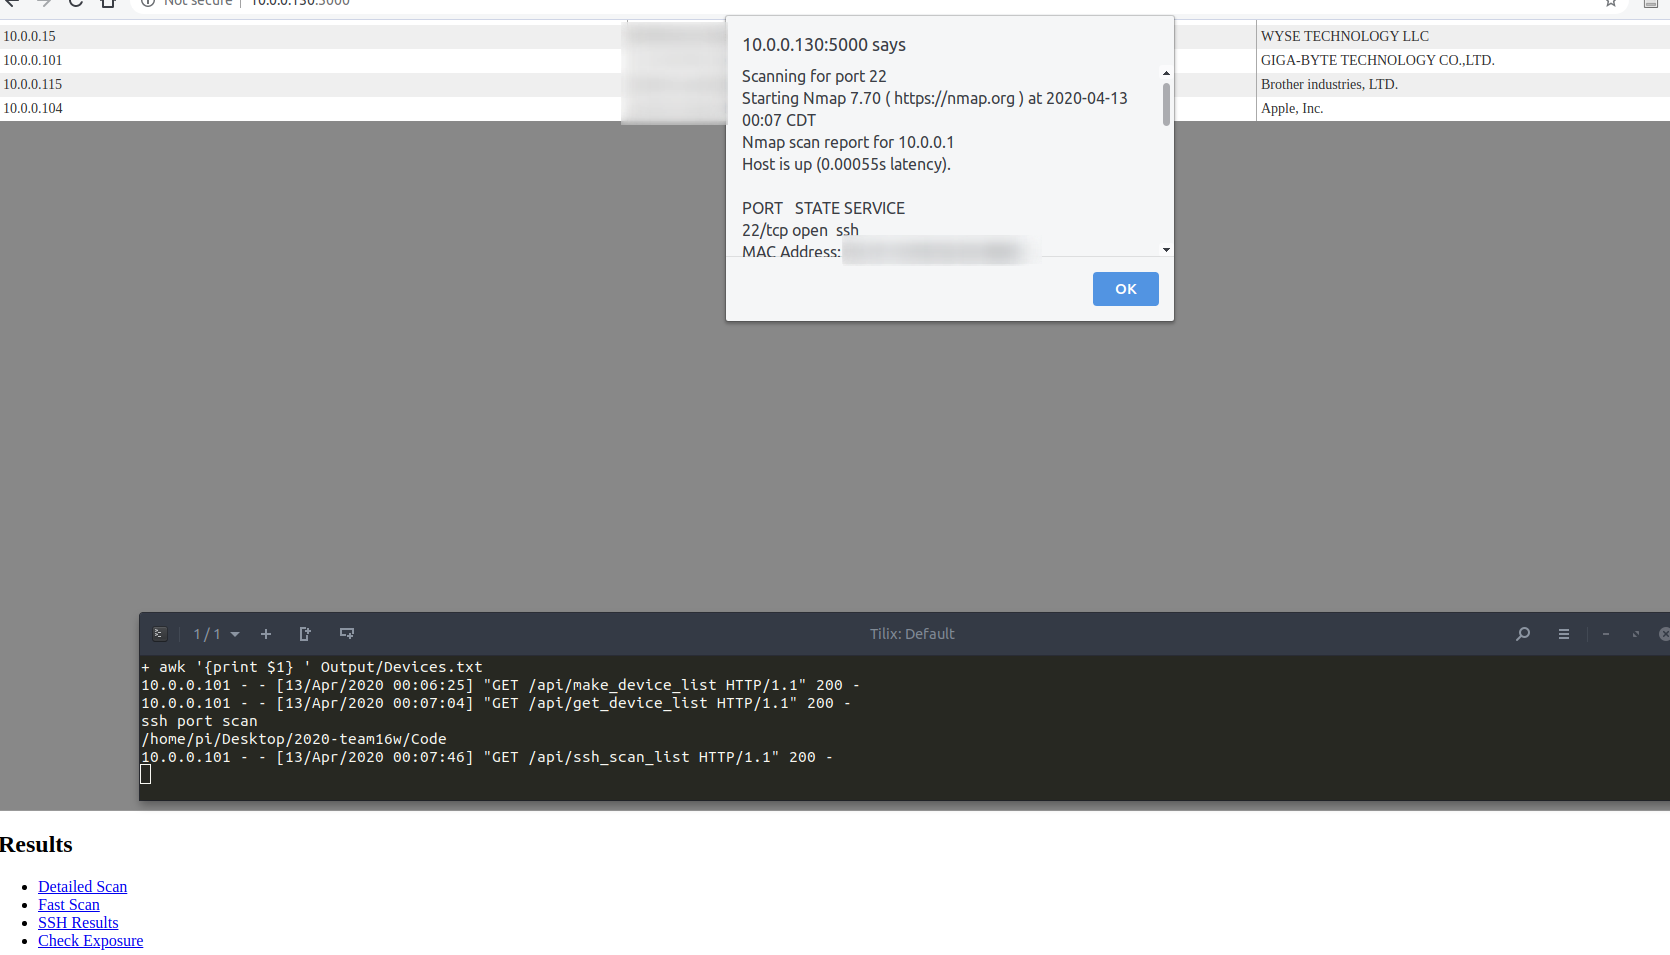 Not secure | 10.0.0.130:5000
10.0.0.15 WYSE TECHNOLOGY LLC
10.0.0.101 GIGA-BYTE TECHNOLOGY CO.,LTD.
10.0.0.115 Brother industries, LTD.
10.0.0.104 Apple, Inc.
10.0.0.130:5000 says
Scanning for port 22
Starting Nmap 7.70 ( https://nmap.org ) at 2020-04-13
00:07 CDT
Nmap scan report for 10.0.0.1
Host is up (0.00055s latency).
PORT   STATE SERVICE
22/tcp open  ssh
MAC Address:
OK
1 / 1
Tilix: Default
+ awk '{print $1} ' Output/Devices.txt
10.0.0.101 - - [13/Apr/2020 00:06:25] "GET /api/make_device_list HTTP/1.1" 200 -
10.0.0.101 - - [13/Apr/2020 00:07:04] "GET /api/get_device_list HTTP/1.1" 200 -
ssh port scan
/home/pi/Desktop/2020-team16w/Code
10.0.0.101 - - [13/Apr/2020 00:07:46] "GET /api/ssh_scan_list HTTP/1.1" 200 -
Results
Detailed Scan
Fast Scan
SSH Results
Check Exposure